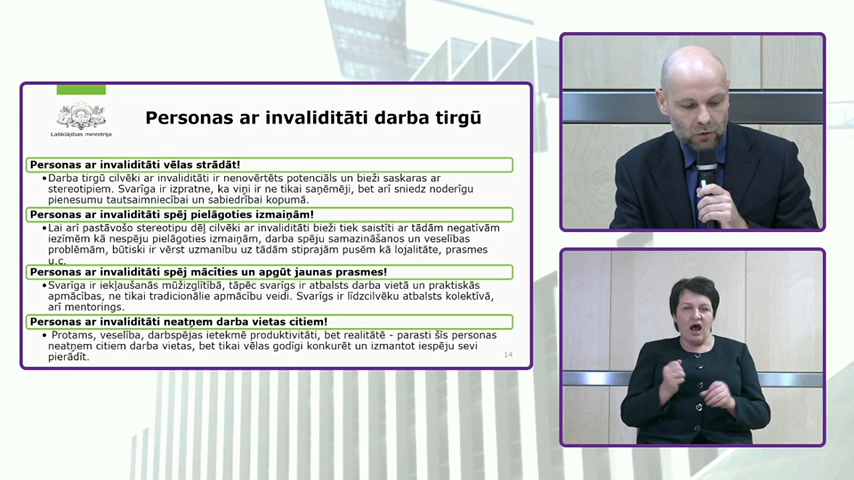 Labklājības ministrija
Personas ar invaliditāti darba tirgū
Personas ar invaliditāti vēlas strādāt!
•Darba tirgū cilvēki ar invaliditāti ir nenovērtēts potenciāls un bieži saskaras ar
stereotipiem. Svarīga ir izpratne, ka viņi ir ne tikai saņēmēji, bet arī sniedz noderīgu
pienesumu tautsaimniecībai un sabiedrībai kopumā.
Personas ar invaliditāti spēj pielāgoties izmaiņām!
•Lai arī pastāvošo stereotipu dēļ cilvēki ar invaliditāti bieži tiek saistīti ar tādām negatīvām
iezīmēm kā nespēju pielāgoties izmaiņām, darba spēju samazināšanos un veselības
problēmām, būtiski ir vērst uzmanību uz tādām stiprajām pusēm kā lojalitāte, prasmes
u.c.
Personas ar invaliditāti spēj mācīties un apgūt jaunas prasmes!
•Svarīga ir iekļaušanās mūžizglītībā, tāpēc svarīgs ir atbalsts darba vietā un praktiskās
apmācības, ne tikai tradicionālie apmācību veidi. Svarīgs ir līdzcilvēku atbalsts kolektīvā,
arī mentorings.
Personas ar invaliditāti neatņem darba vietas citiem!
• Protams, veselība, darbspējas ietekmē produktivitāti, bet realitātē - parasti šīs personas
neatņem citiem darba vietas, bet tikai vēlas godīgi konkurēt un izmantot iespēju sevi
pierādīt.
14